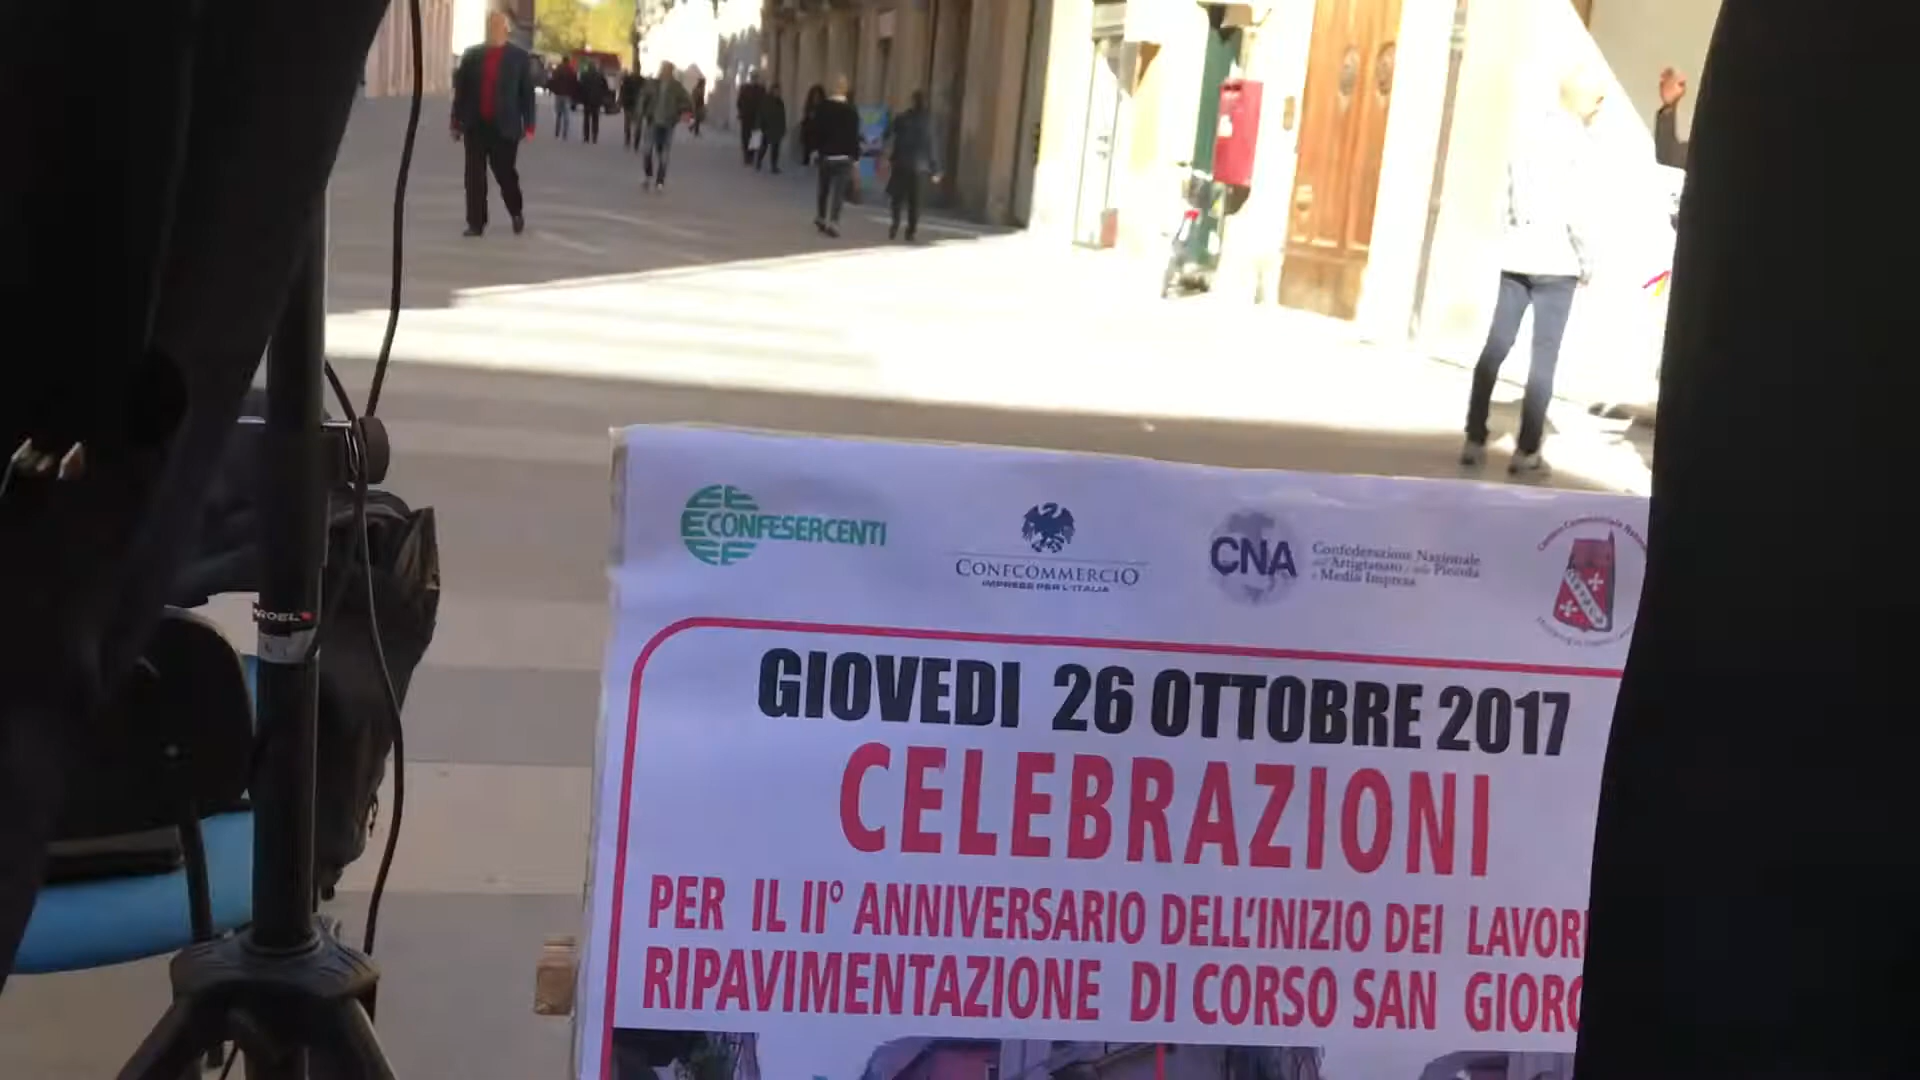 CONFESERCENTI
CONFCOMMERCIO
IMPRESE PER L'ITALIA
CNA
Confederazione Nazionale
dell'Artigianato e della Piccola
e Media Impresa
PROEL
GIOVEDI 26 OTTOBRE 2017
CELEBRAZIONI
PER IL II° ANNIVERSARIO DELL'INIZIO DEI LAVORI
RIPAVIMENTAZIONE DI CORSO SAN GIORG